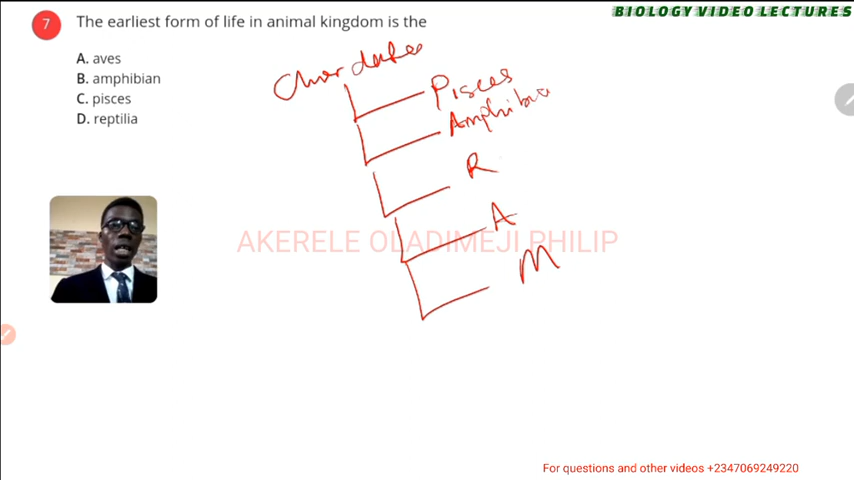 BIOLOGY VIDEO LECTURES
7 The earliest form of life in animal kingdom is the
A. aves
B. amphibian
C. pisces
D. reptilia
Chordates
Pisces
Amphibia
R
A
M
AKERELE OLADIMEJI PHILIP
For questions and other videos +2347069249220